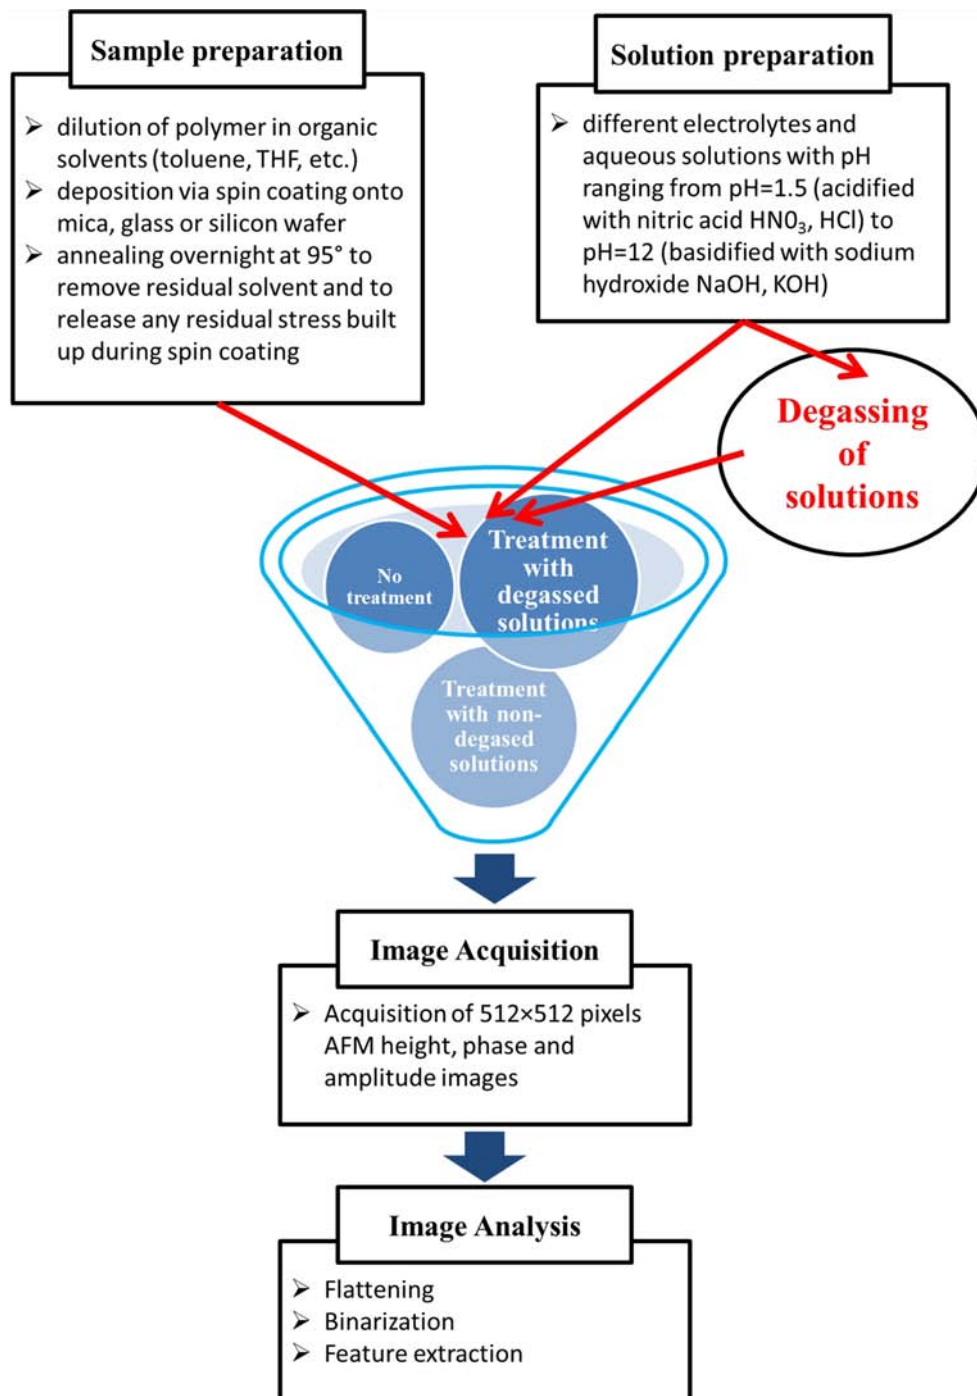 Sample preparation
➢ dilution of polymer in organic
solvents (toluene, THF, etc.)
➢ deposition via spin coating onto
mica, glass or silicon wafer
➢ annealing overnight at 95° to
remove residual solvent and to
release any residual stress built
up during spin coating
Solution preparation
➢ different electrolytes and
aqueous solutions with pH
ranging from pH=1.5 (acidified
with nitric acid HN0₃, HCl) to
pH=12 (basidified with sodium
hydroxide NaOH, KOH)
Degassing
of
solutions
No
treatment
Treatment
with
degassed
solutions
Treatment
with non-
degased
solutions
Image Acquisition
➢ Acquisition of 512×512 pixels
AFM height, phase and
amplitude images
Image Analysis
➢ Flattening
➢ Binarization
➢ Feature extraction